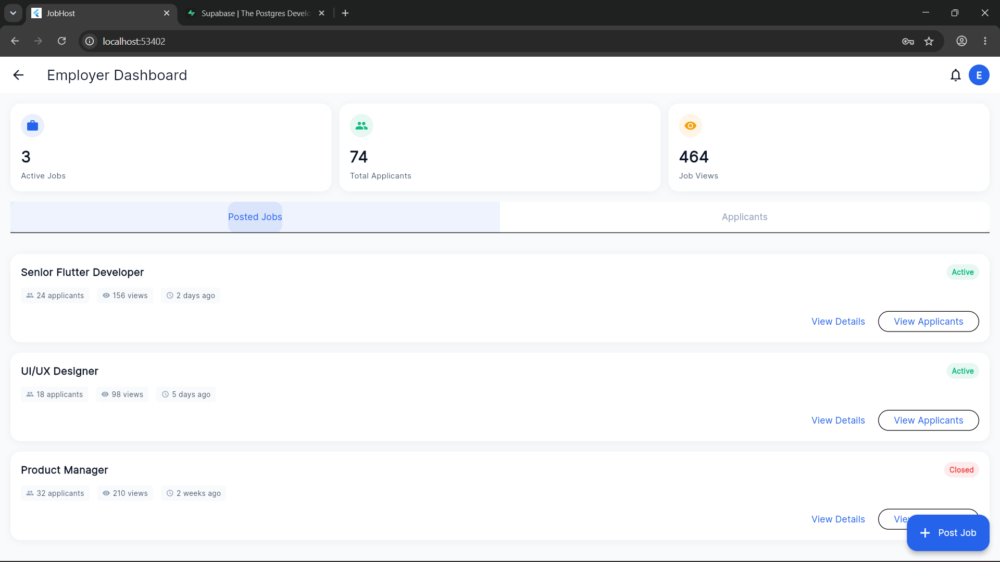 JobHost
Supabase | The Postgres Develo
localhost:53402
Employer Dashboard
E
3
Active Jobs
74
Total Applicants
464
Job Views
Posted Jobs
Applicants
Senior Flutter Developer
Active
24 applicants
156 views
2 days ago
View Details
View Applicants
UI/UX Designer
Active
18 applicants
98 views
5 days ago
View Details
View Applicants
Product Manager
Closed
32 applicants
210 views
2 weeks ago
View Details
Post Job